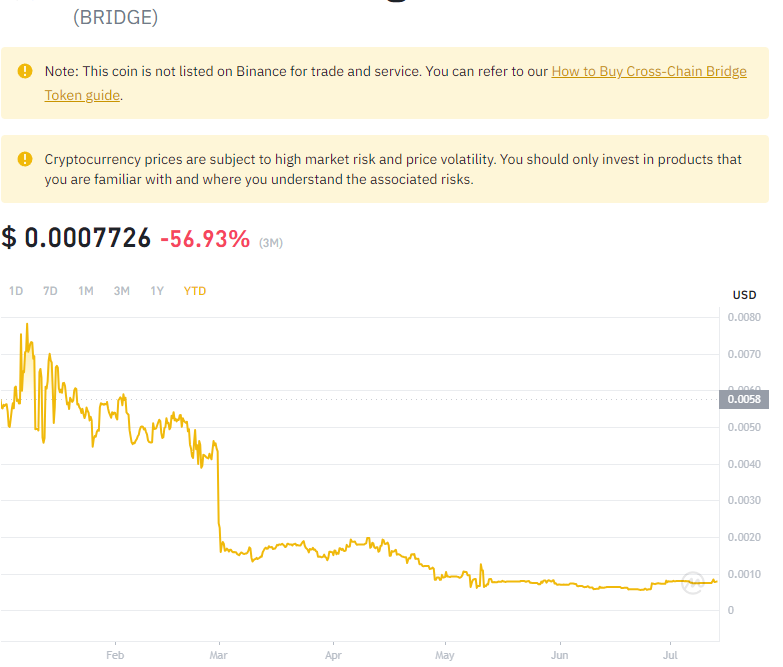 (BRIDGE)
Note: This coin is not listed on Binance for trade and service. You can refer to our How to Buy Cross-Chain Bridge
Token guide.
Cryptocurrency prices are subject to high market risk and price volatility. You should only invest in products that
you are familiar with and where you understand the associated risks.
$ 0.0007726 -56.93% (3M)
1D 7D 1M 3M 1Y YTD
USD
0.0080
0.0070
0.0060
0.0058
0.0050
0.0040
0.0030
0.0020
0.0010
0
Feb Mar Apr May Jun Jul